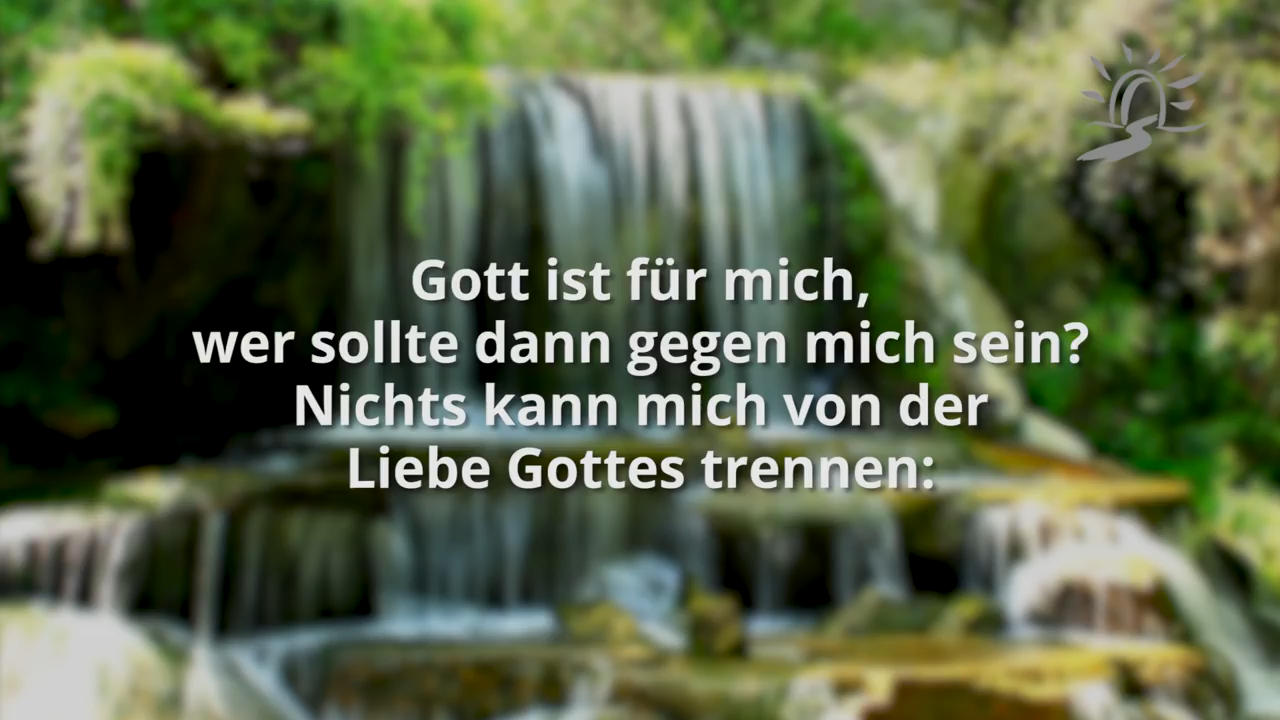 Gott ist für mich,
wer sollte dann gegen mich sein?
Nichts kann mich von der
Liebe Gottes trennen: